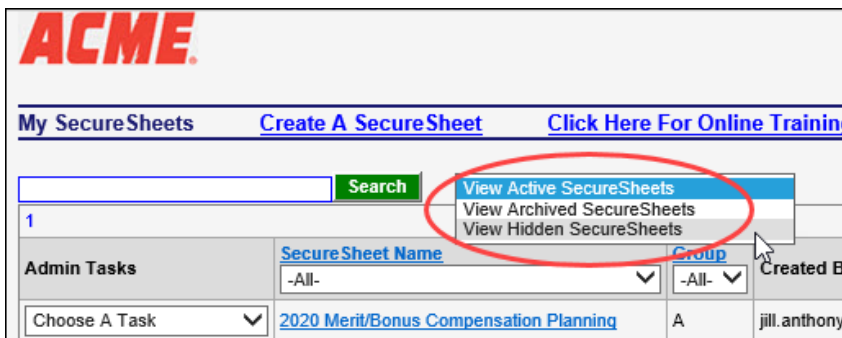 ACME.
My SecureSheets Create A SecureSheet Click Here For Online
Search View Active SecureSheets
View Archived SecureSheets
View Hidden SecureSheets
1
Admin Tasks SecureSheet Name Group Created
-All- -All-
Choose A Task 2020 Merit/Bonus Compensation Planning A jill.anthony